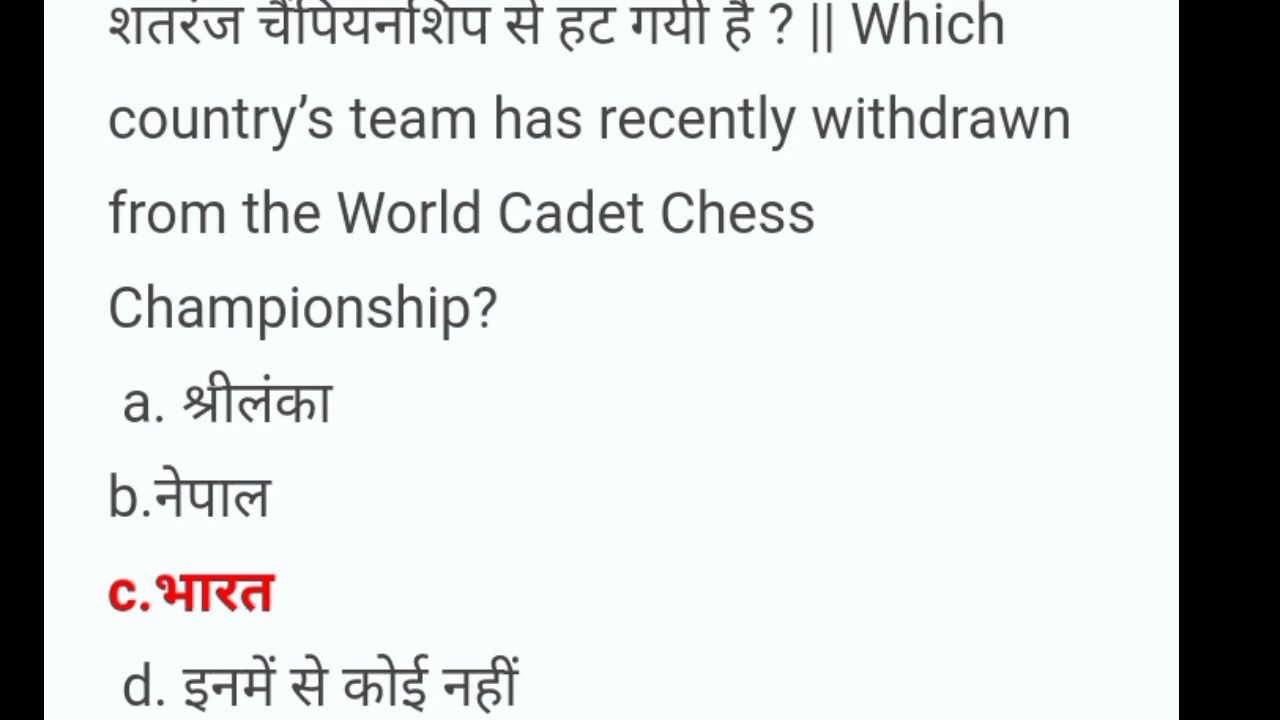 शतरंज चैंपियनशिप से हट गयी है ? || Which
country’s team has recently withdrawn
from the World Cadet Chess
Championship?
a. श्रीलंका
b.नेपाल
c.भारत
d. इनमें से कोई नहीं